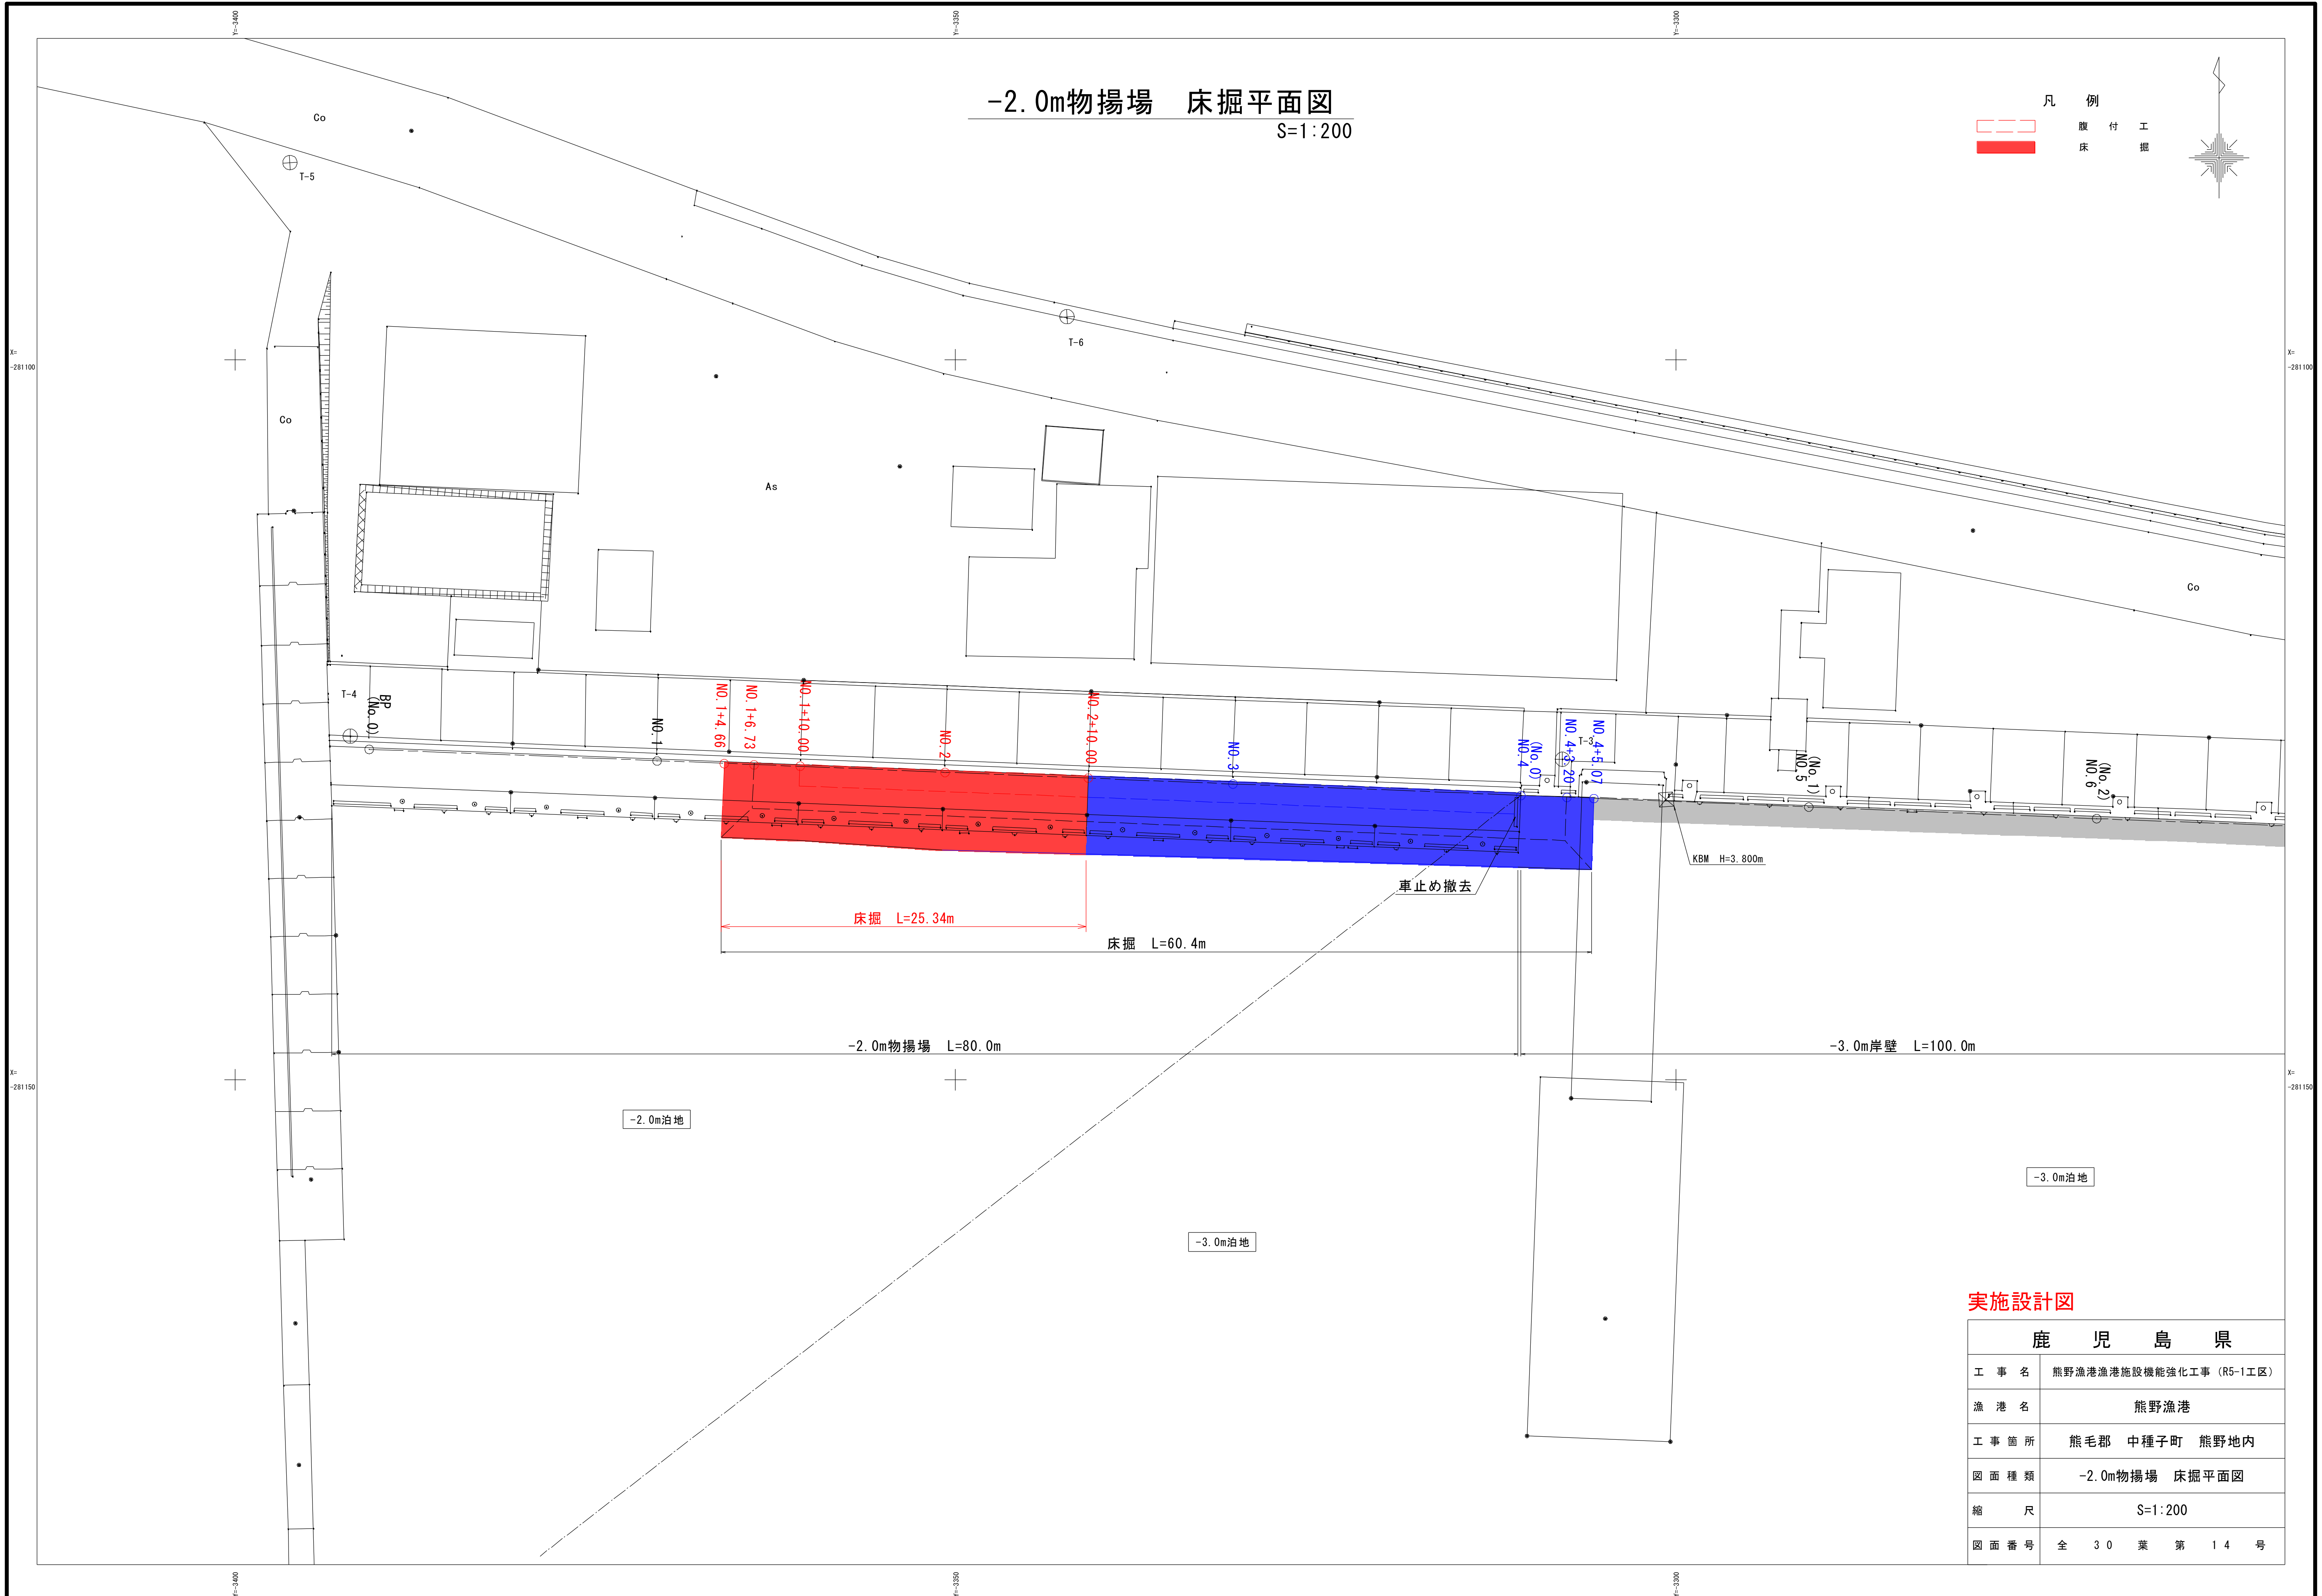 Y=-3400
Y=-3350
Y=-3300
-2.0m物揚場 床掘平面図
S=1:200
凡 例
腹 付 工
床 掘
Co
T-5
T-6
X=
-281100
X=
-281100
Co
As
Co
T-4
BP
(No.0)
NO.1
NO.1+4.66
NO.1+6.73
NO.1+10.00
NO.2
NO.2+10.00
NO.3
NO.4
(No.0)
NO.4+3.20
NO.4+5.07
T-3
NO.5
(No.1)
NO.6
(No.2)
KBM H=3.800m
車止め撤去
床掘 L=25.34m
床掘 L=60.4m
-2.0m物揚場 L=80.0m
-3.0m岸壁 L=100.0m
X=
-281150
X=
-281150
-2.0m泊地
-3.0m泊地
-3.0m泊地
実施設計図
鹿 児 島 県
工 事 名 熊野漁港漁港施設機能強化工事（R5-1工区）
漁 港 名 熊野漁港
工 事 箇 所 熊毛郡 中種子町 熊野地内
図 面 種 類 -2.0m物揚場 床掘平面図
縮 尺 S=1:200
図 面 番 号 全 30 葉 第 14 号
Y=-3400
Y=-3350
Y=-3300